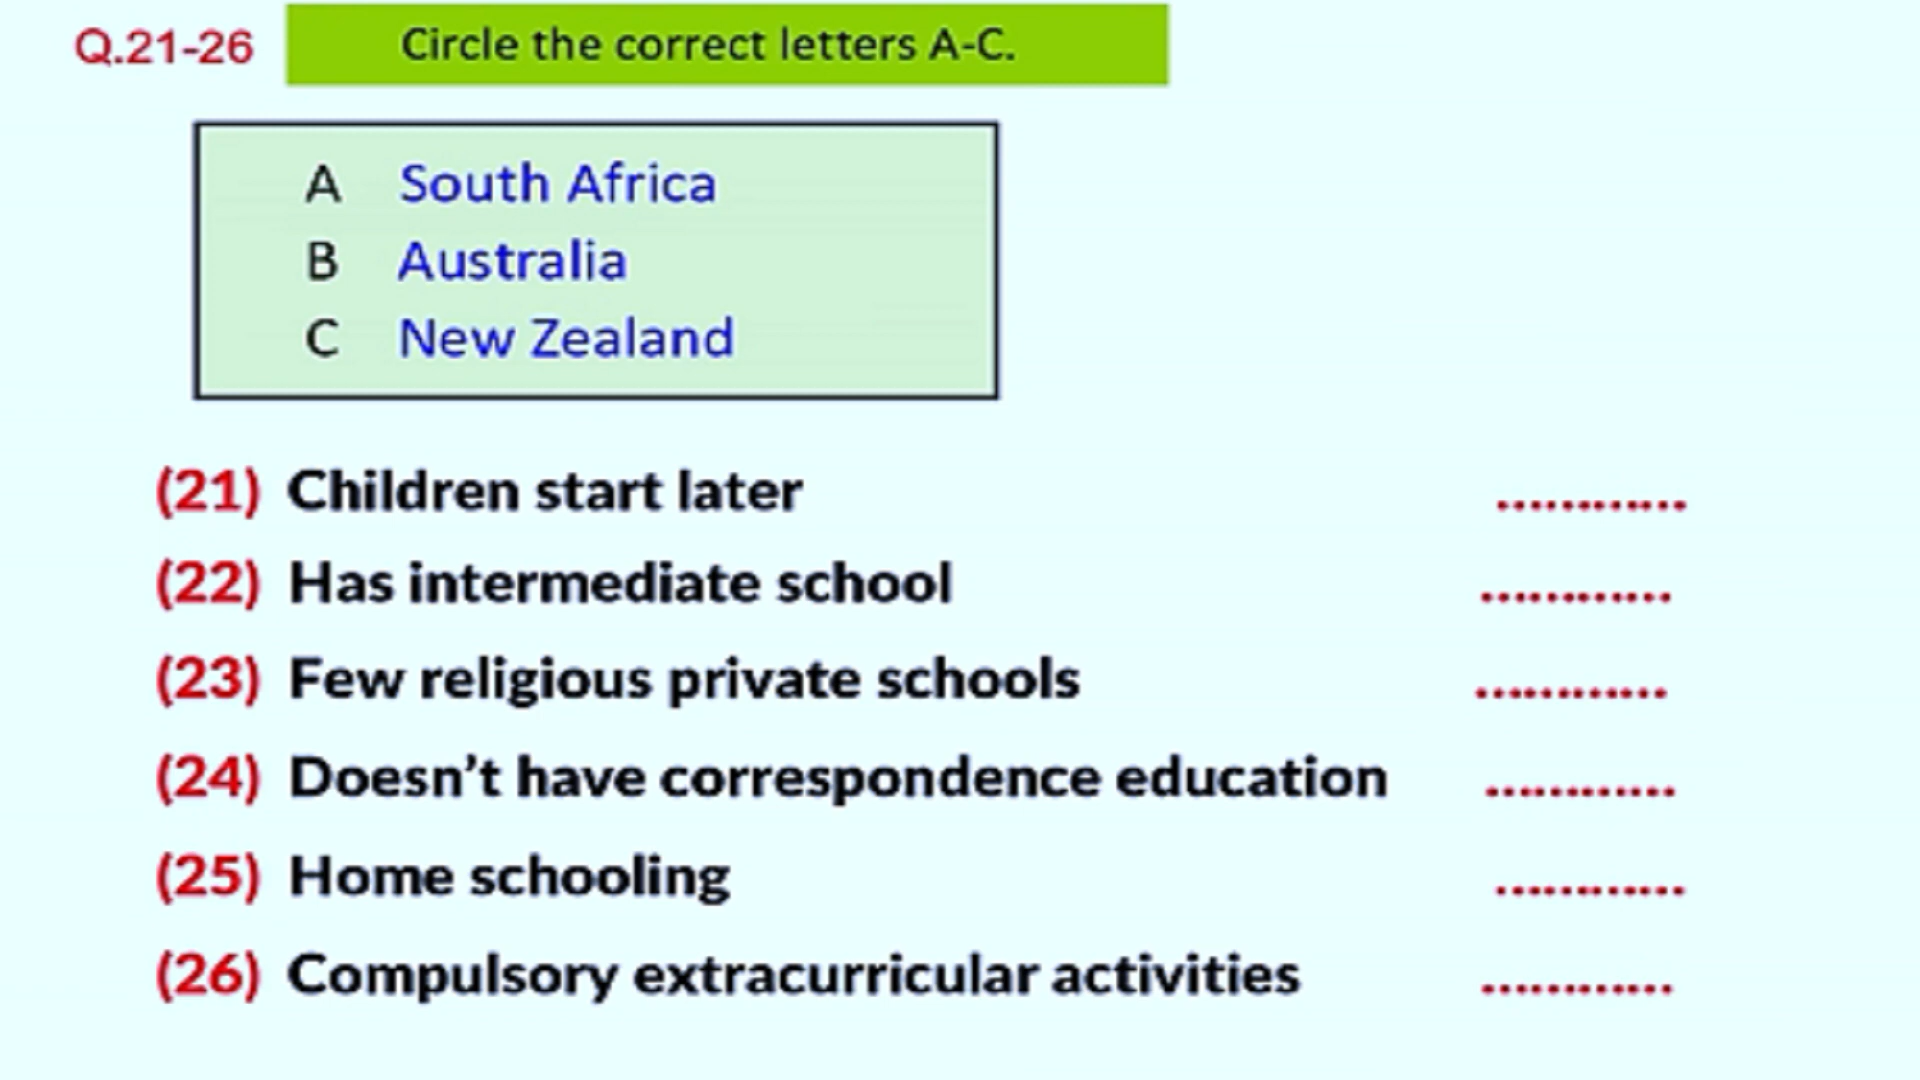 Q.21-26 Circle the correct letters A-C.
A South Africa
B Australia
C New Zealand
(21) Children start later ............
(22) Has intermediate school ............
(23) Few religious private schools ............
(24) Doesn't have correspondence education ............
(25) Home schooling ............
(26) Compulsory extracurricular activities ............